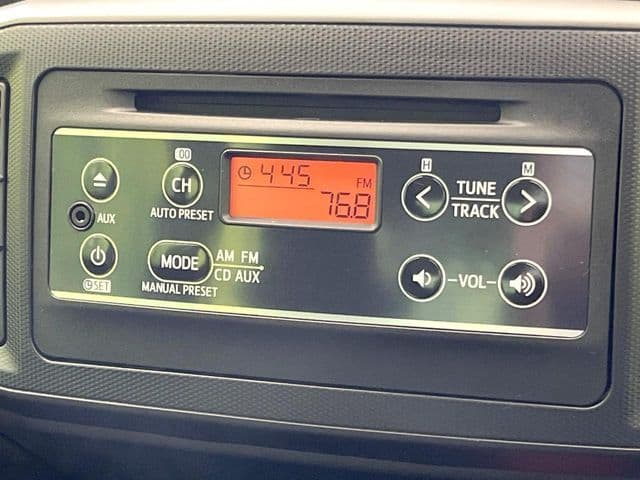 :00
H
M
CH
AUTO PRESET
4:45
FM
76.8
TUNE
TRACK
AUX
MODE
AM FM
CD AUX
MANUAL PRESET
SET
VOL